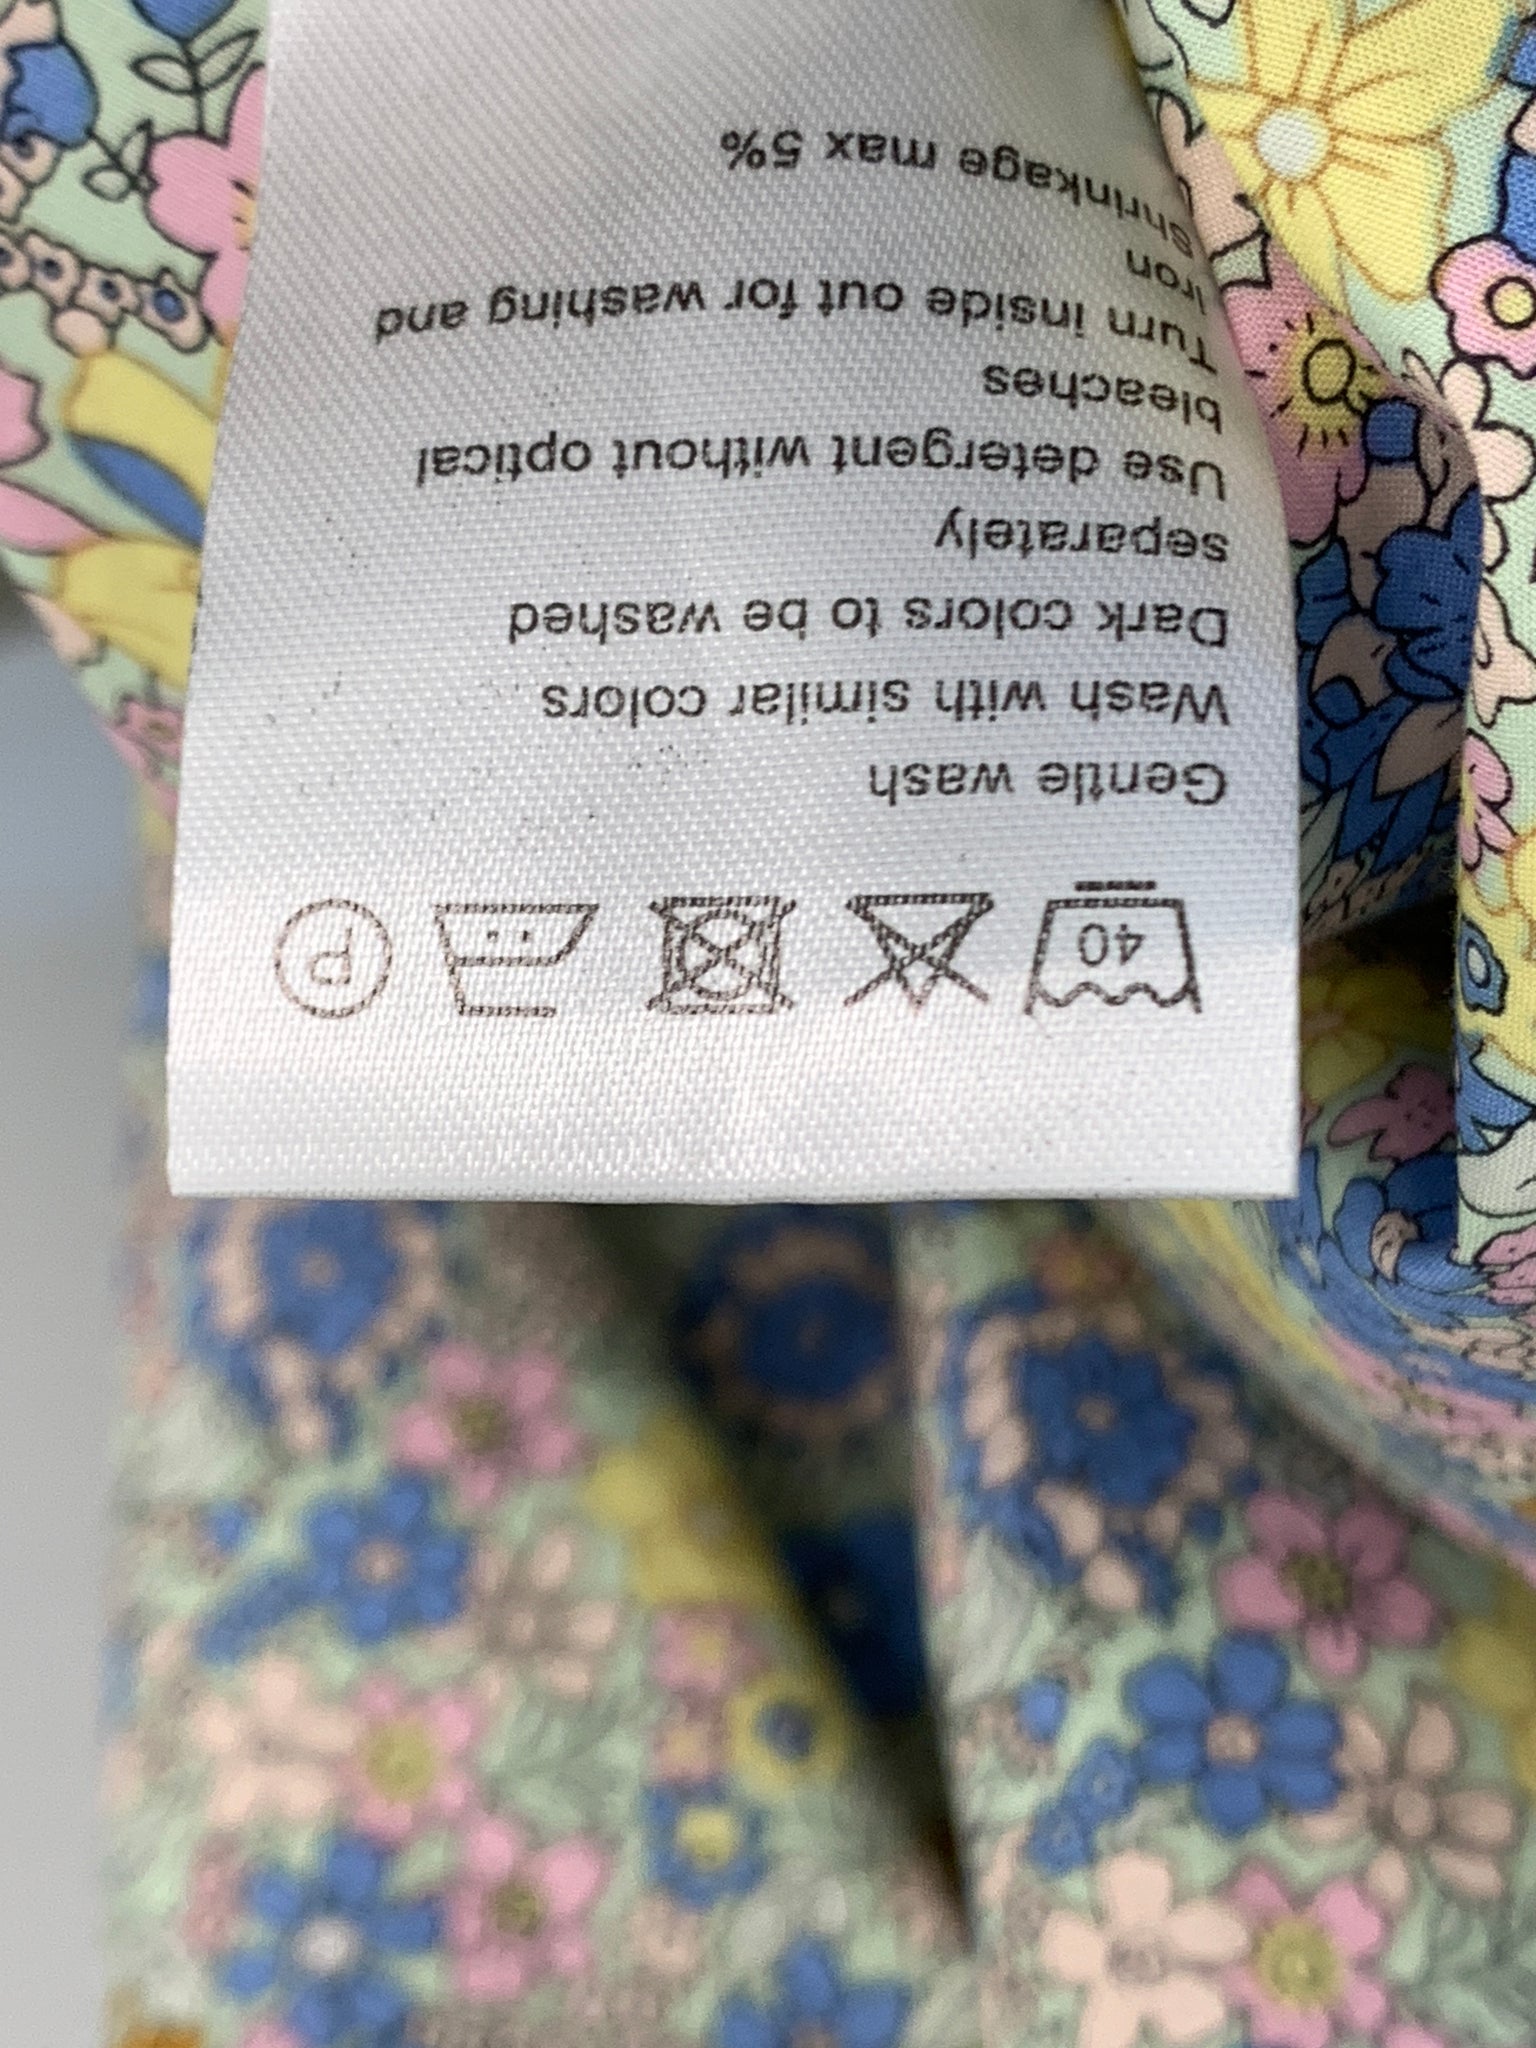 40 P
Gentle wash
Wash with similar colors
Dark colors to be washed
separately
Use detergent without optical
bleaches
Turn inside out for washing and
iron
Shrinkage max 5%